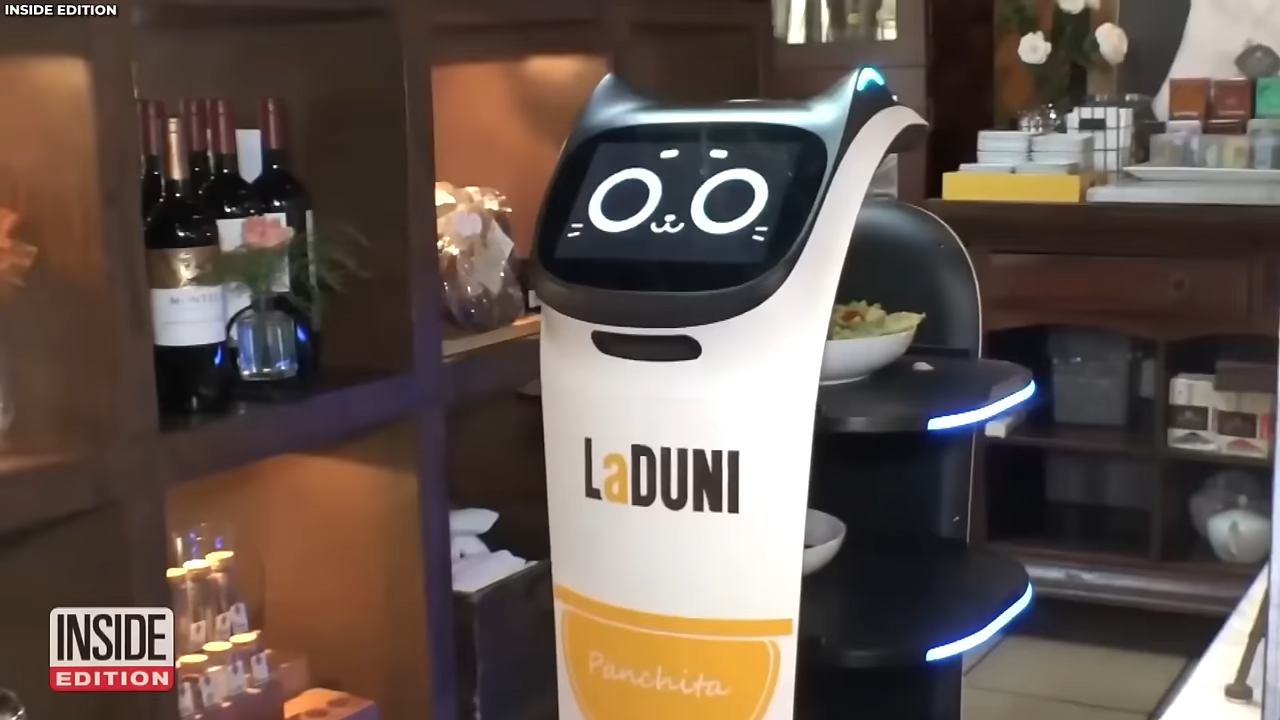 INSIDE EDITION
LaDUNI
Panchita
INSIDE
EDITION